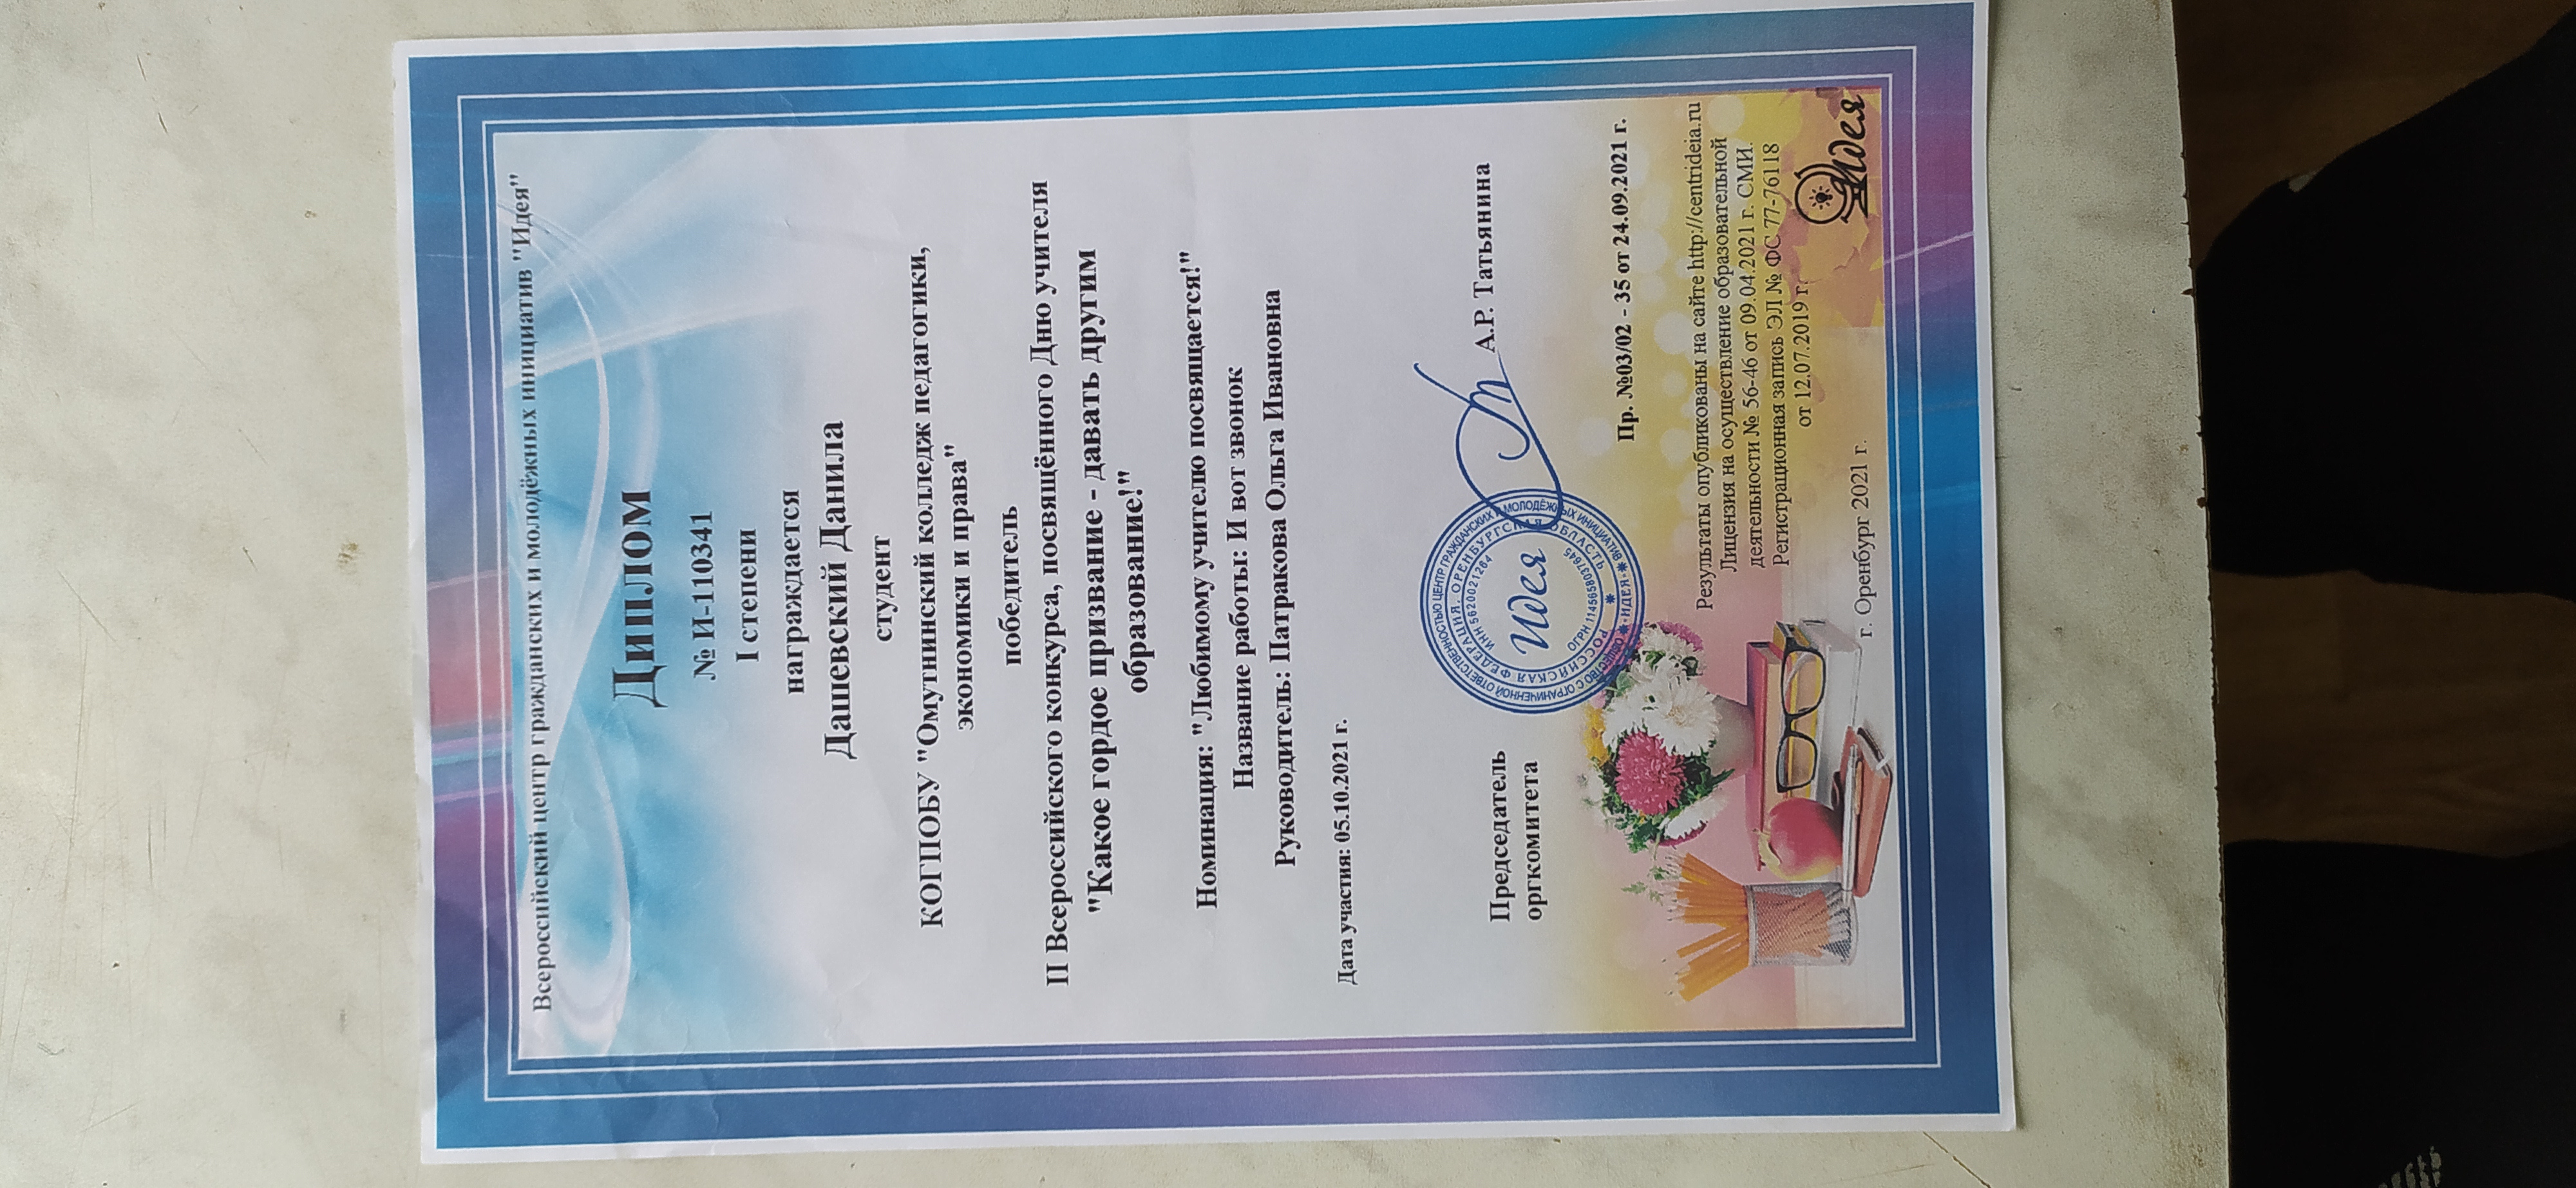 Всероссийский центр гражданских и молодёжных инициатив "Идея"
Диплом
№ И-110341
I степени
награждается
Дашевский Данила
студент
КОГПОБУ "Омутнинский колледж педагогики,
экономики и права"
победитель
II Всероссийского конкурса, посвящённого Дню учителя
"Какое гордое призвание - давать другим
образование!"
Номинация: "Любимому учителю посвящается!"
Название работы: И вот звонок
Руководитель: Патракова Ольга Ивановна
Дата участия: 05.10.2021 г.
Председатель
оргкомитета
ОБЩЕСТВО С ОГРАНИЧЕННОЙ ОТВЕТСТВЕННОСТЬЮ ЦЕНТР ГРАЖДАНСКИХ И МОЛОДЁЖНЫХ ИНИЦИАТИВ
ИДЕЯ
РОССИЙСКАЯ ФЕДЕРАЦИЯ, ОРЕНБУРГСКАЯ ОБЛАСТЬ
ИНН 5620021264
Идея
ОГРН 1145658037645
А.Р. Татьянина
Пр. №03/02 - 35 от 24.09.2021 г.
Результаты опубликованы на сайте http://centrideia.ru
Лицензия на осуществление образовательной
деятельности № 56-46 от 09.04.2021 г. СМИ.
Регистрационная запись ЭЛ № ФС 77-76118
от 12.07.2019 г.
Идея
г. Оренбург 2021 г.